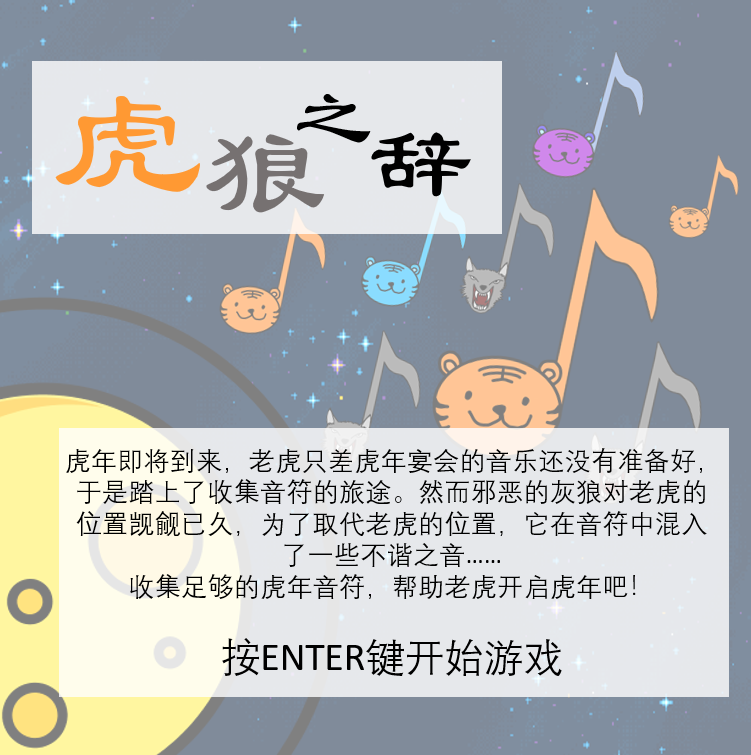 虎狼之辞
虎年即将到来，老虎只差虎年宴会的音乐还没有准备好，
于是踏上了收集音符的旅途。然而邪恶的灰狼对老虎的
位置觊觎已久，为了取代老虎的位置，它在音符中混入
了一些不谐之音......
收集足够的虎年音符，帮助老虎开启虎年吧！
按ENTER键开始游戏